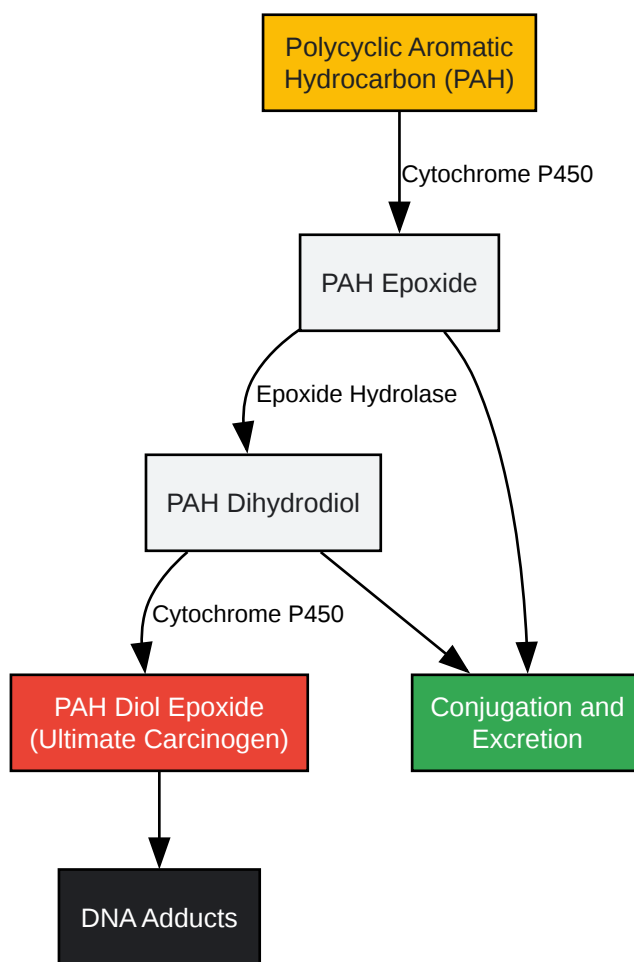 Polycyclic Aromatic
Hydrocarbon (PAH)
Cytochrome P450
PAH Epoxide
Epoxide Hydrolase
PAH Dihydrodiol
Cytochrome P450
PAH Diol Epoxide
(Ultimate Carcinogen)
Conjugation and
Excretion
DNA Adducts